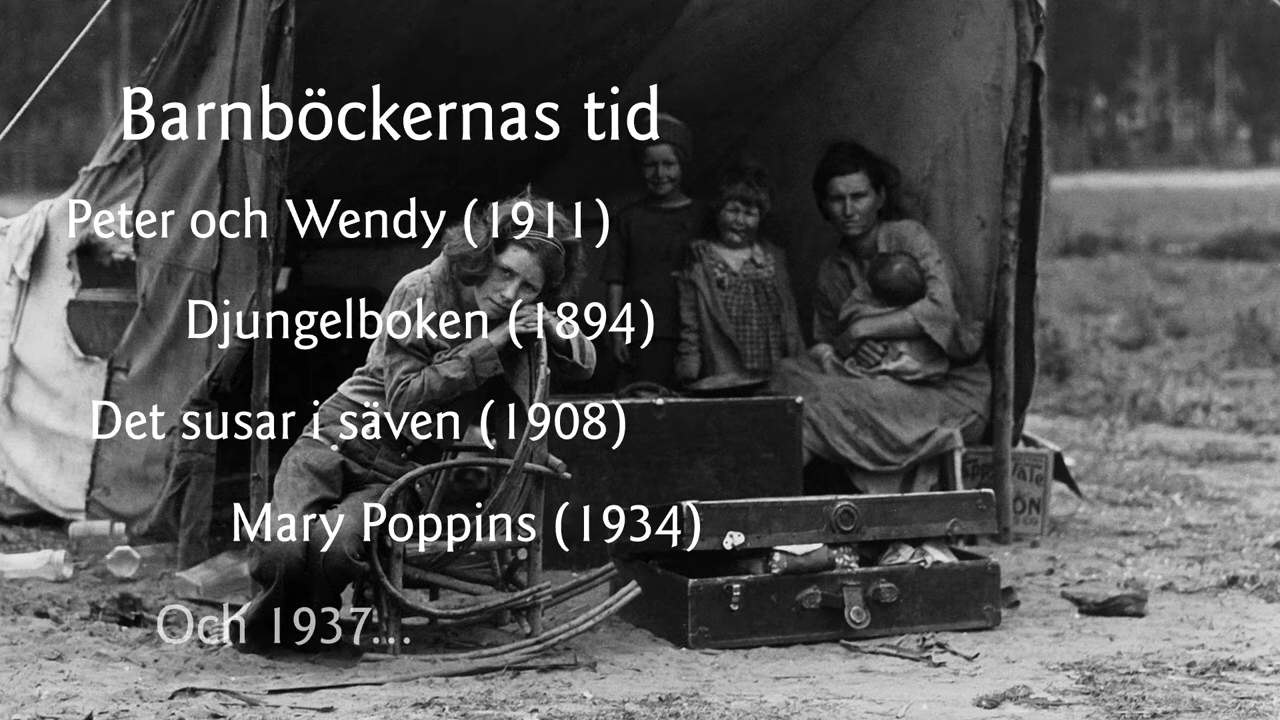 Barnböckernas tid
Peter och Wendy (1911)
Djungelboken (1894)
Det susar i säven (1908)
Mary Poppins (1934)
Och 1937...